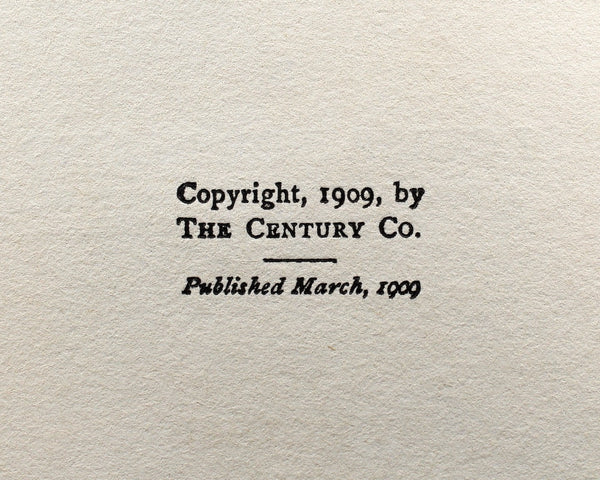 Copyright, 1909, by
THE CENTURY CO.
Published March, 1909